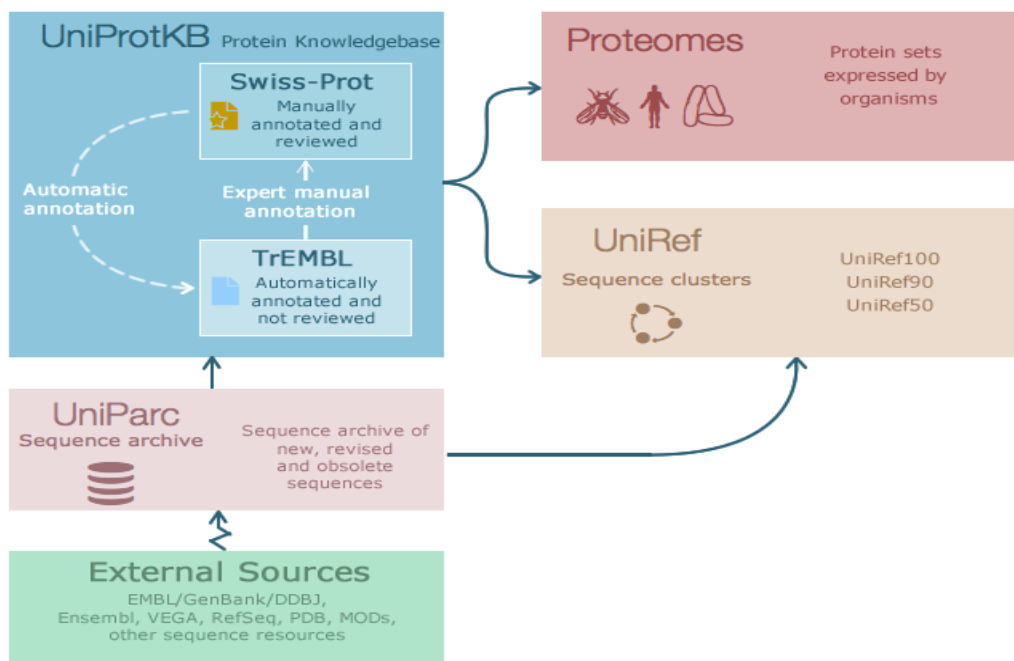 UniProtKB Protein Knowledgebase
Swiss-Prot
Manually
annotated and
reviewed
Automatic
annotation
Expert manual
annotation
TrEMBL
Automatically
annotated and
not reviewed
Proteomes
Protein sets
expressed by
organisms
UniRef
Sequence clusters
UniRef100
UniRef90
UniRef50
UniParc
Sequence archive
Sequence archive of
new, revised
and obsolete
sequences
External Sources
EMBL/GenBank/DDBJ,
Ensembl, VEGA, RefSeq, PDB, MODs,
other sequence resources